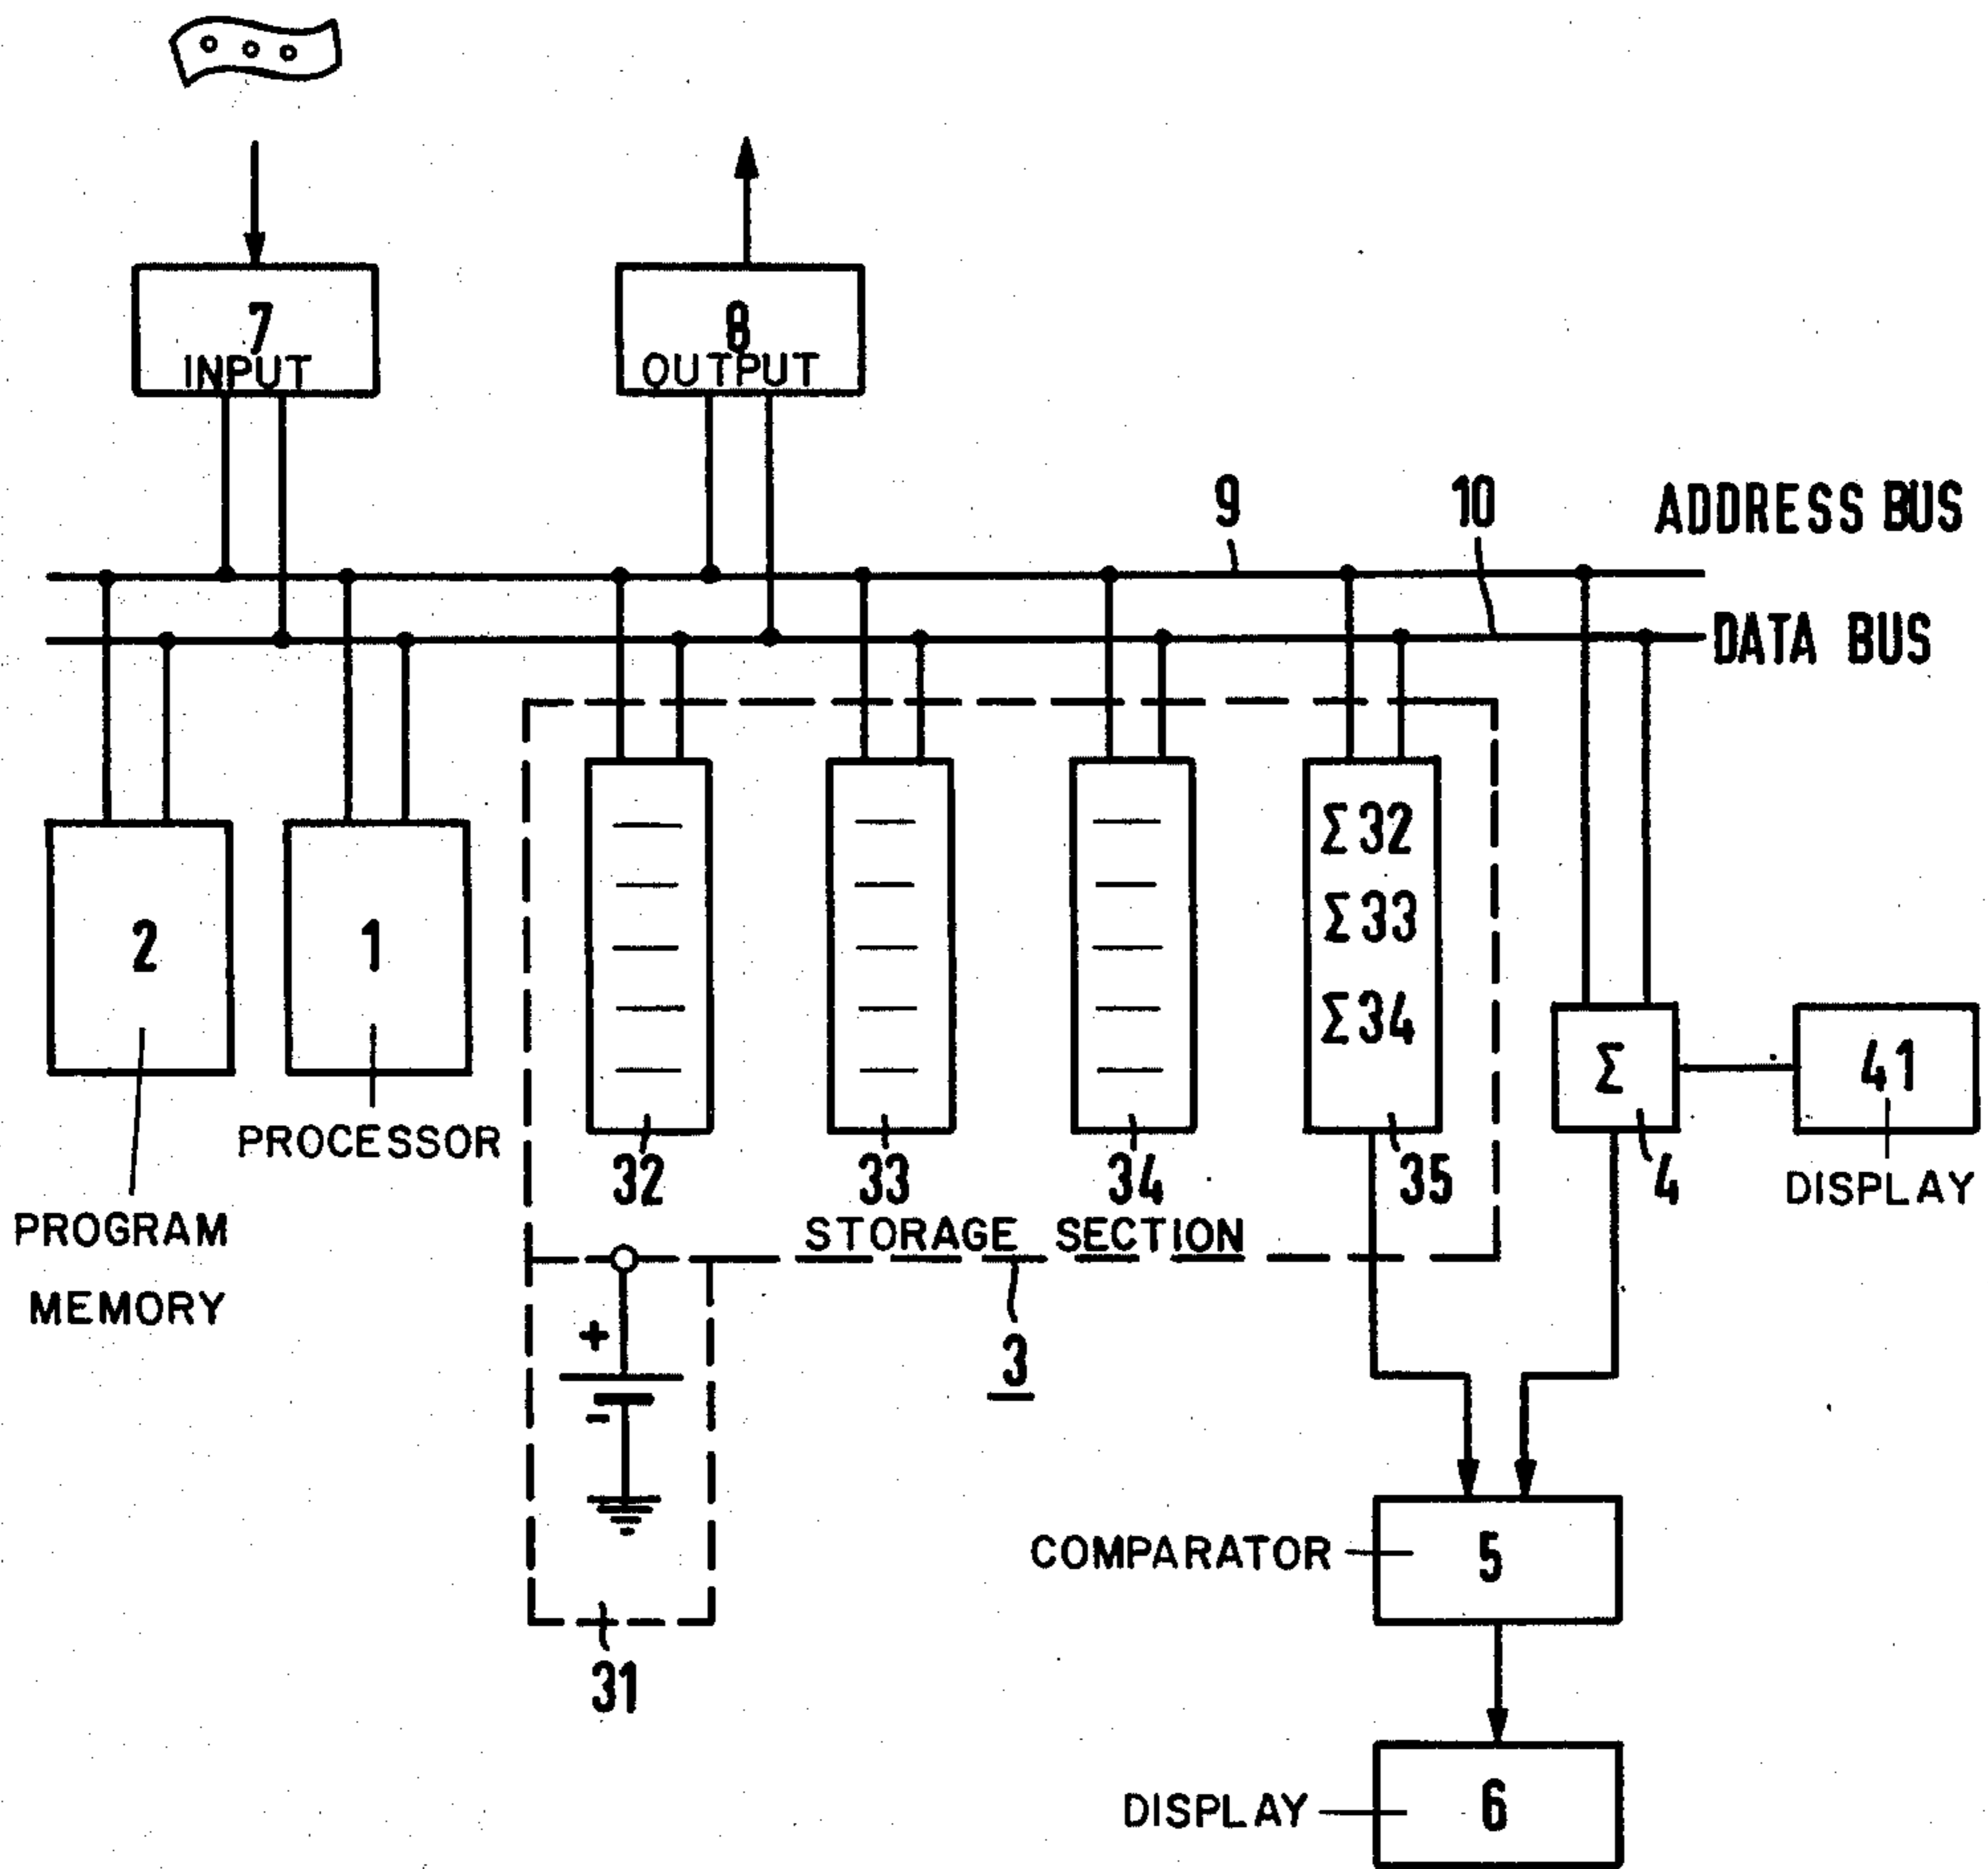 7
INPUT
8
OUTPUT
9
10
ADDRESS BUS
DATA BUS
2
1
Σ32
Σ33
Σ34
Σ
41
PROCESSOR
32
33
34
35
4
DISPLAY
PROGRAM
MEMORY
STORAGE SECTION
+
-
3
COMPARATOR
5
31
DISPLAY
6